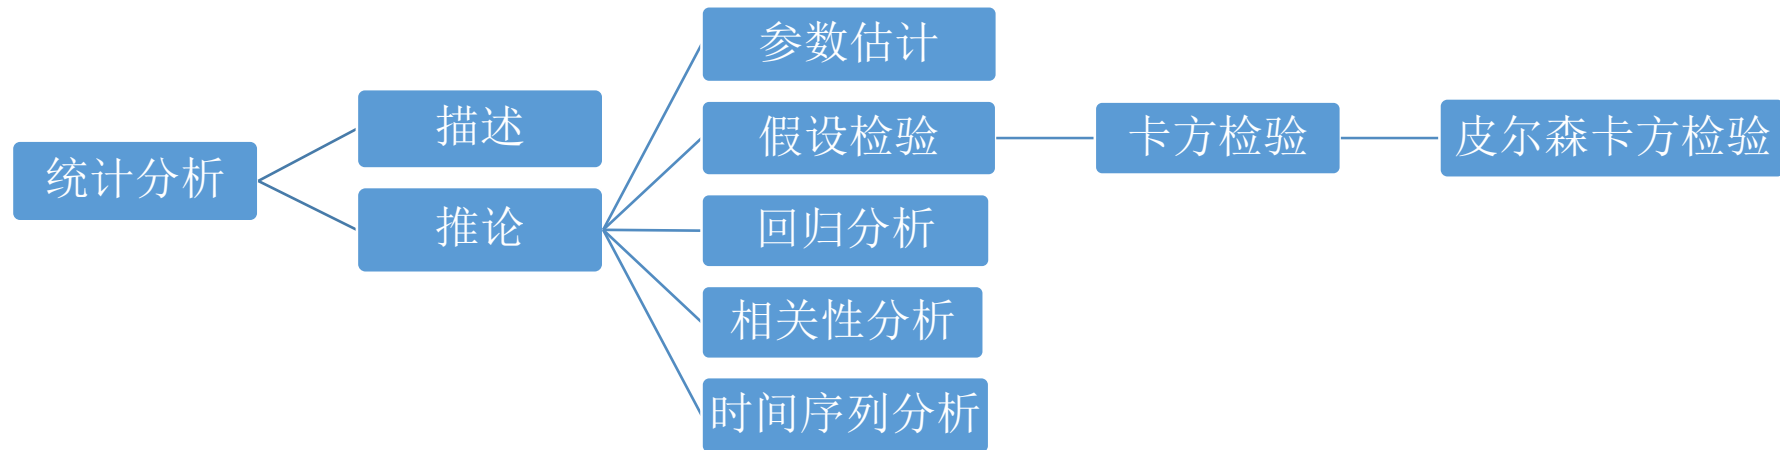 统计分析
描述
推论
参数估计
假设检验
回归分析
相关性分析
时间序列分析
卡方检验
皮尔森卡方检验